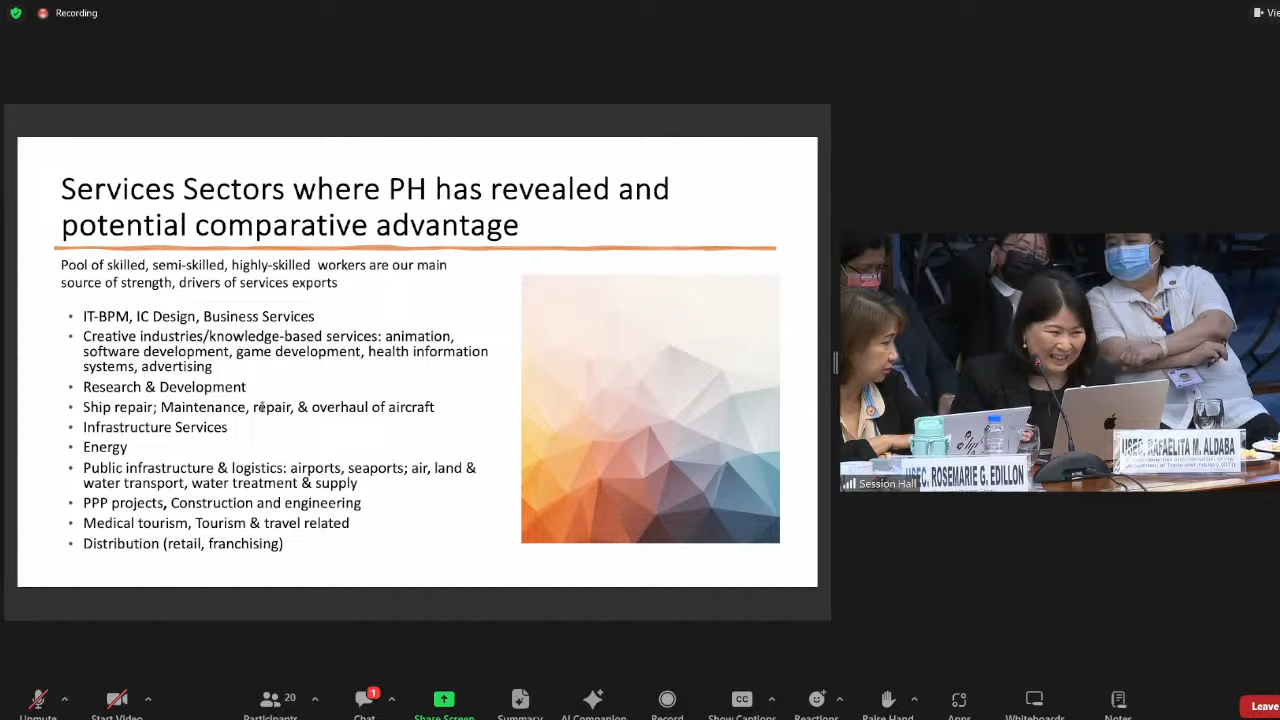 Recording
Vie
Services Sectors where PH has revealed and
potential comparative advantage
Pool of skilled, semi-skilled, highly-skilled workers are our main
source of strength, drivers of services exports
• IT-BPM, IC Design, Business Services
• Creative industries/knowledge-based services: animation,
software development, game development, health information
systems, advertising
• Research & Development
• Ship repair; Maintenance, repair, & overhaul of aircraft
• Infrastructure Services
• Energy
• Public infrastructure & logistics: airports, seaports; air, land &
water transport, water treatment & supply
• PPP projects, Construction and engineering
• Medical tourism, Tourism & travel related
• Distribution (retail, franchising)
USEC. RAFAELITA M. ALDABA
USEC. ROSEMARIE G. EDILLON
Session Hall
Unmute
Start Video
Participants 20
Chat 1
Share Screen
Summary
AI Companion
Record
CC
Show Captions
Reactions
Raise Hand
Apps
Whiteboards
Notes
Leave